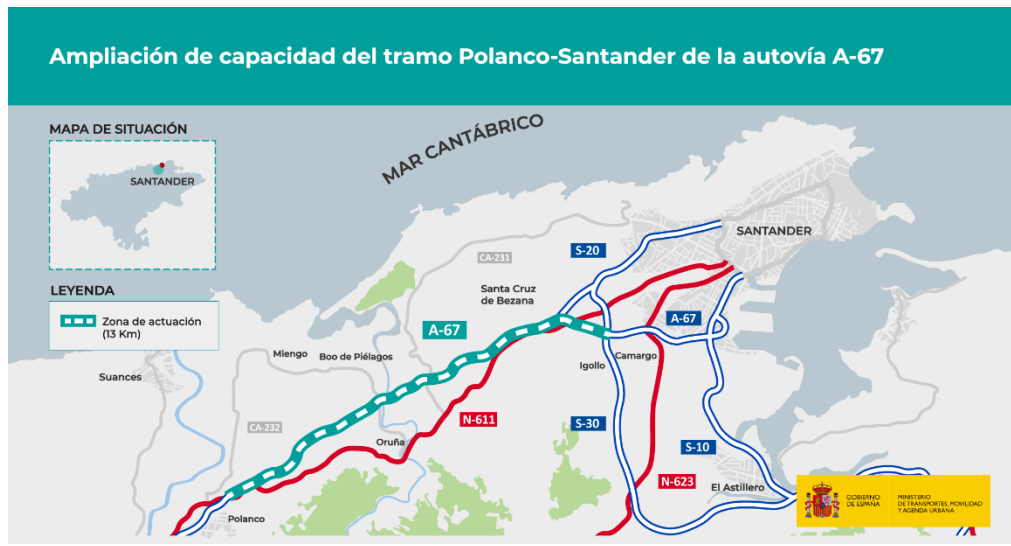 Ampliación de capacidad del tramo Polanco-Santander de la autovía A-67
MAPA DE SITUACIÓN
SANTANDER
LEYENDA
Zona de actuación
(13 Km)
MAR CANTÁBRICO
SANTANDER
S-20
CA-231
Santa Cruz
de Bezana
A-67
A-67
Miengo
Boo de Piélagos
Igollo
Camargo
Suances
N-611
CA-232
Oruña
S-30
S-10
N-623
El Astillero
Polanco
GOBIERNO
DE ESPAÑA
MINISTERIO
DE TRANSPORTES, MOVILIDAD
Y AGENDA URBANA